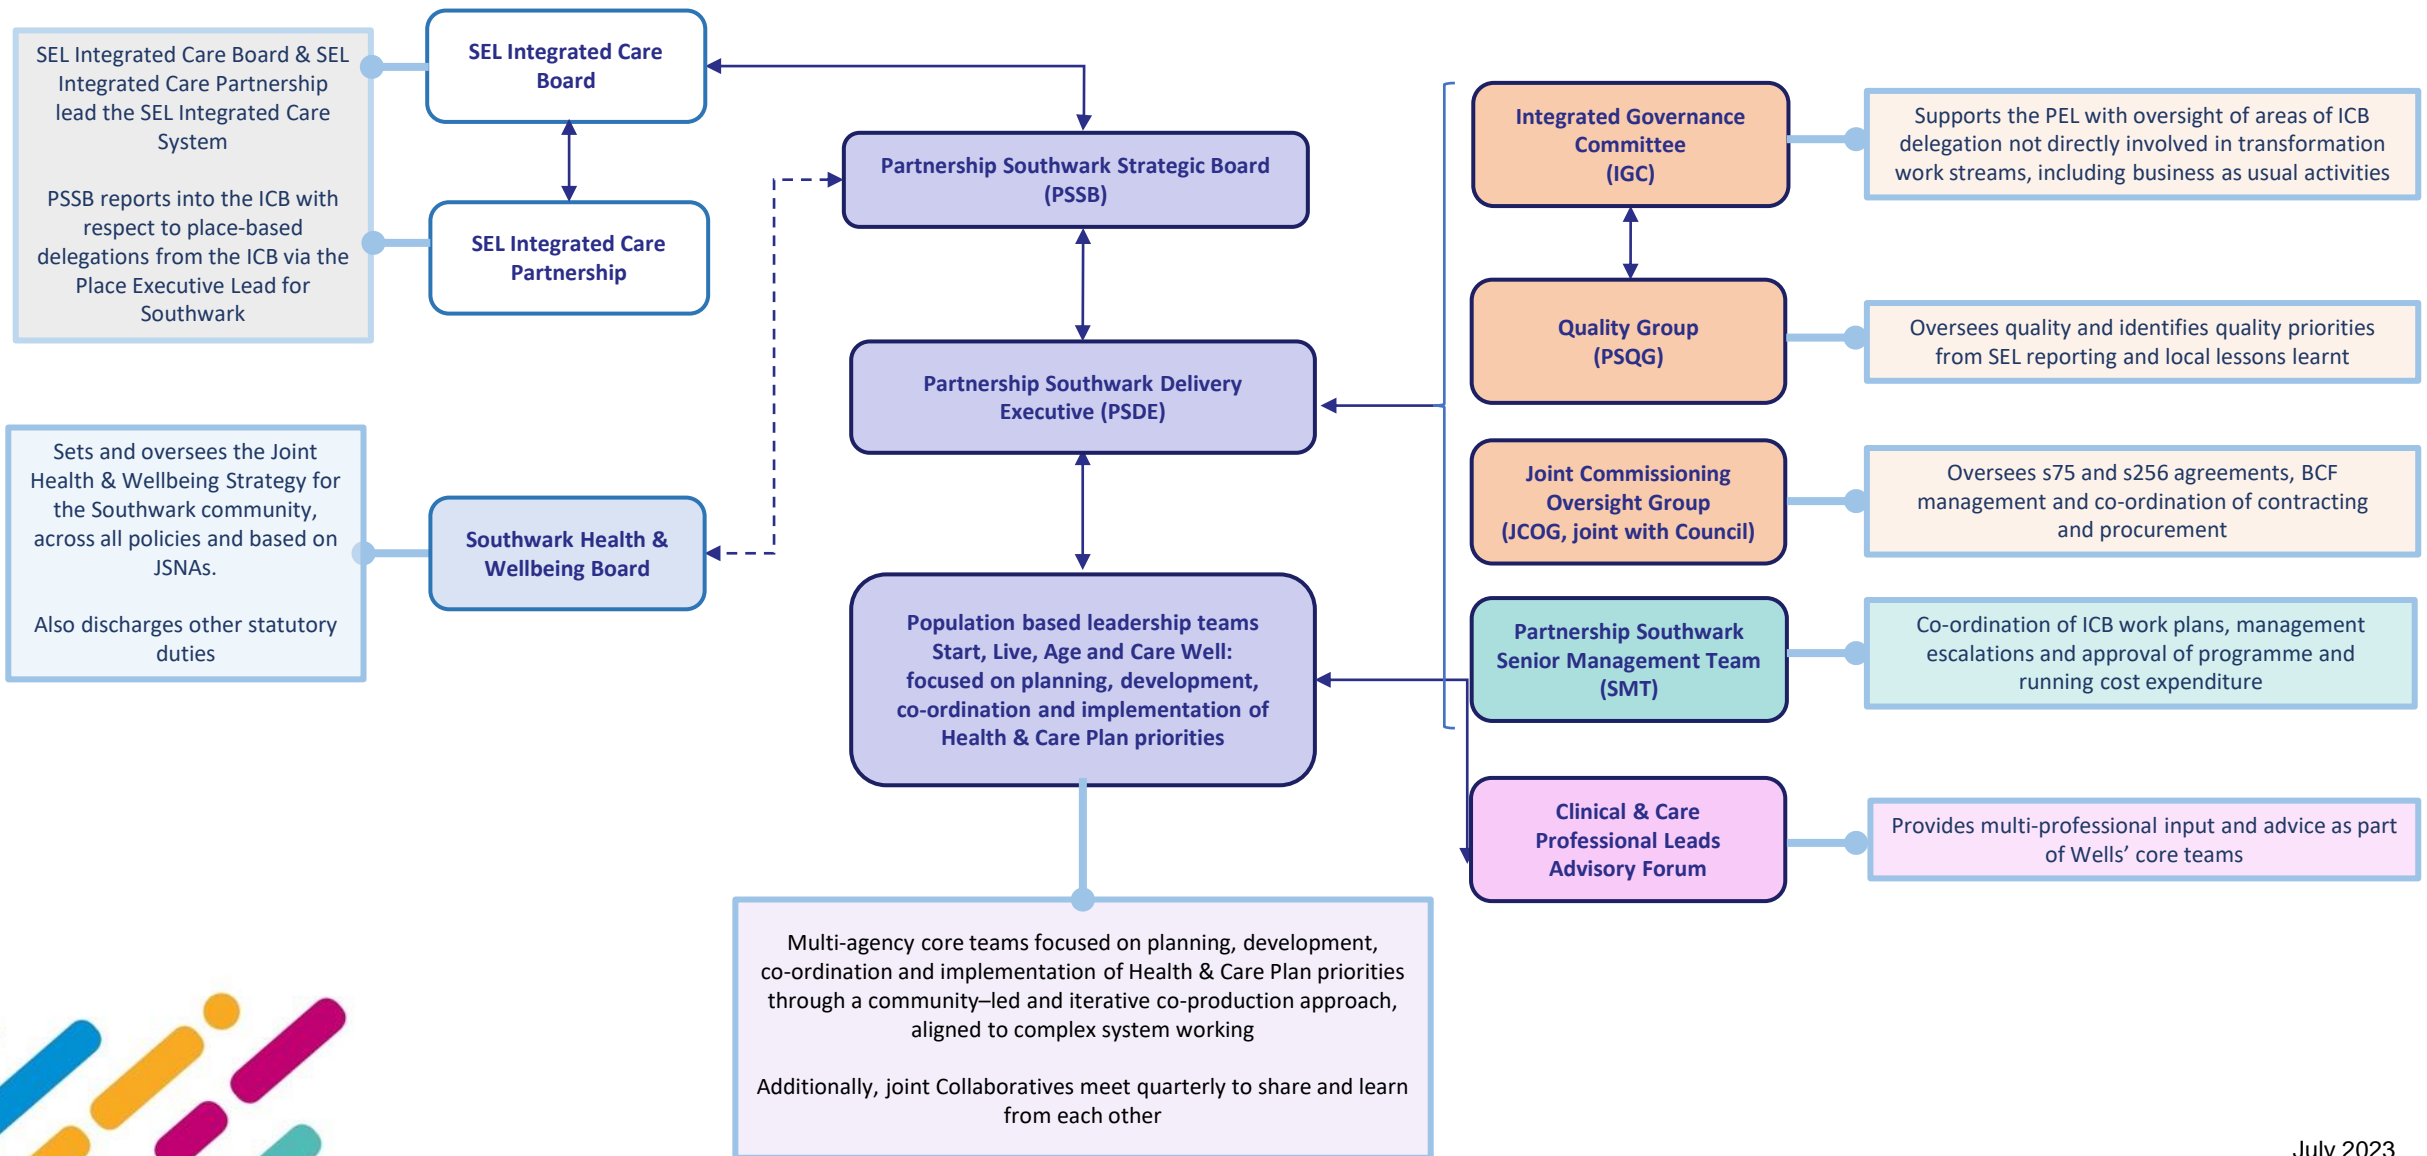 SEL Integrated Care Board & SEL
Integrated Care Partnership
lead the SEL Integrated Care
System
PSSB reports into the ICB with
respect to place-based
delegations from the ICB via the
Place Executive Lead for
Southwark
SEL Integrated Care
Board
SEL Integrated Care
Partnership
Sets and oversees the Joint
Health & Wellbeing Strategy for
the Southwark community,
across all policies and based on
JSNAs.
Also discharges other statutory
duties
Southwark Health &
Wellbeing Board
Partnership Southwark Strategic Board
(PSSB)
Partnership Southwark Delivery
Executive (PSDE)
Population based leadership teams
Start, Live, Age and Care Well:
focused on planning, development,
co-ordination and implementation of
Health & Care Plan priorities
Multi-agency core teams focused on planning, development,
co-ordination and implementation of Health & Care Plan priorities
through a community–led and iterative co-production approach,
aligned to complex system working
Additionally, joint Collaboratives meet quarterly to share and learn
from each other
Integrated Governance
Committee
(IGC)
Supports the PEL with oversight of areas of ICB
delegation not directly involved in transformation
work streams, including business as usual activities
Quality Group
(PSQG)
Oversees quality and identifies quality priorities
from SEL reporting and local lessons learnt
Joint Commissioning
Oversight Group
(JCOG, joint with Council)
Oversees s75 and s256 agreements, BCF
management and co-ordination of contracting
and procurement
Partnership Southwark
Senior Management Team
(SMT)
Co-ordination of ICB work plans, management
escalations and approval of programme and
running cost expenditure
Clinical & Care
Professional Leads
Advisory Forum
Provides multi-professional input and advice as part
of Wells’ core teams
July 2023